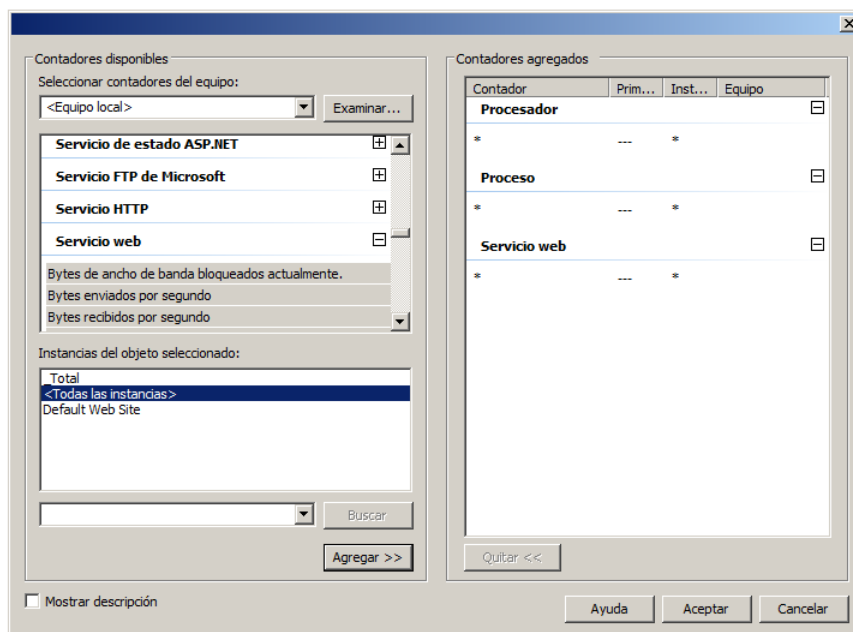 Contadores disponibles
Seleccionar contadores del equipo:
<Equipo local>
Examinar...
Servicio de estado ASP.NET
Servicio FTP de Microsoft
Servicio HTTP
Servicio web
Bytes de ancho de banda bloqueados actualmente.
Bytes enviados por segundo
Bytes recibidos por segundo
Instancias del objeto seleccionado:
_Total
<Todas las instancias>
Default Web Site
Buscar
Agregar >>
Mostrar descripción
Contadores agregados
Contador Prim... Inst... Equipo
Procesador
* --- *
Proceso
* --- *
Servicio web
* --- *
Quitar <<
Ayuda Aceptar Cancelar